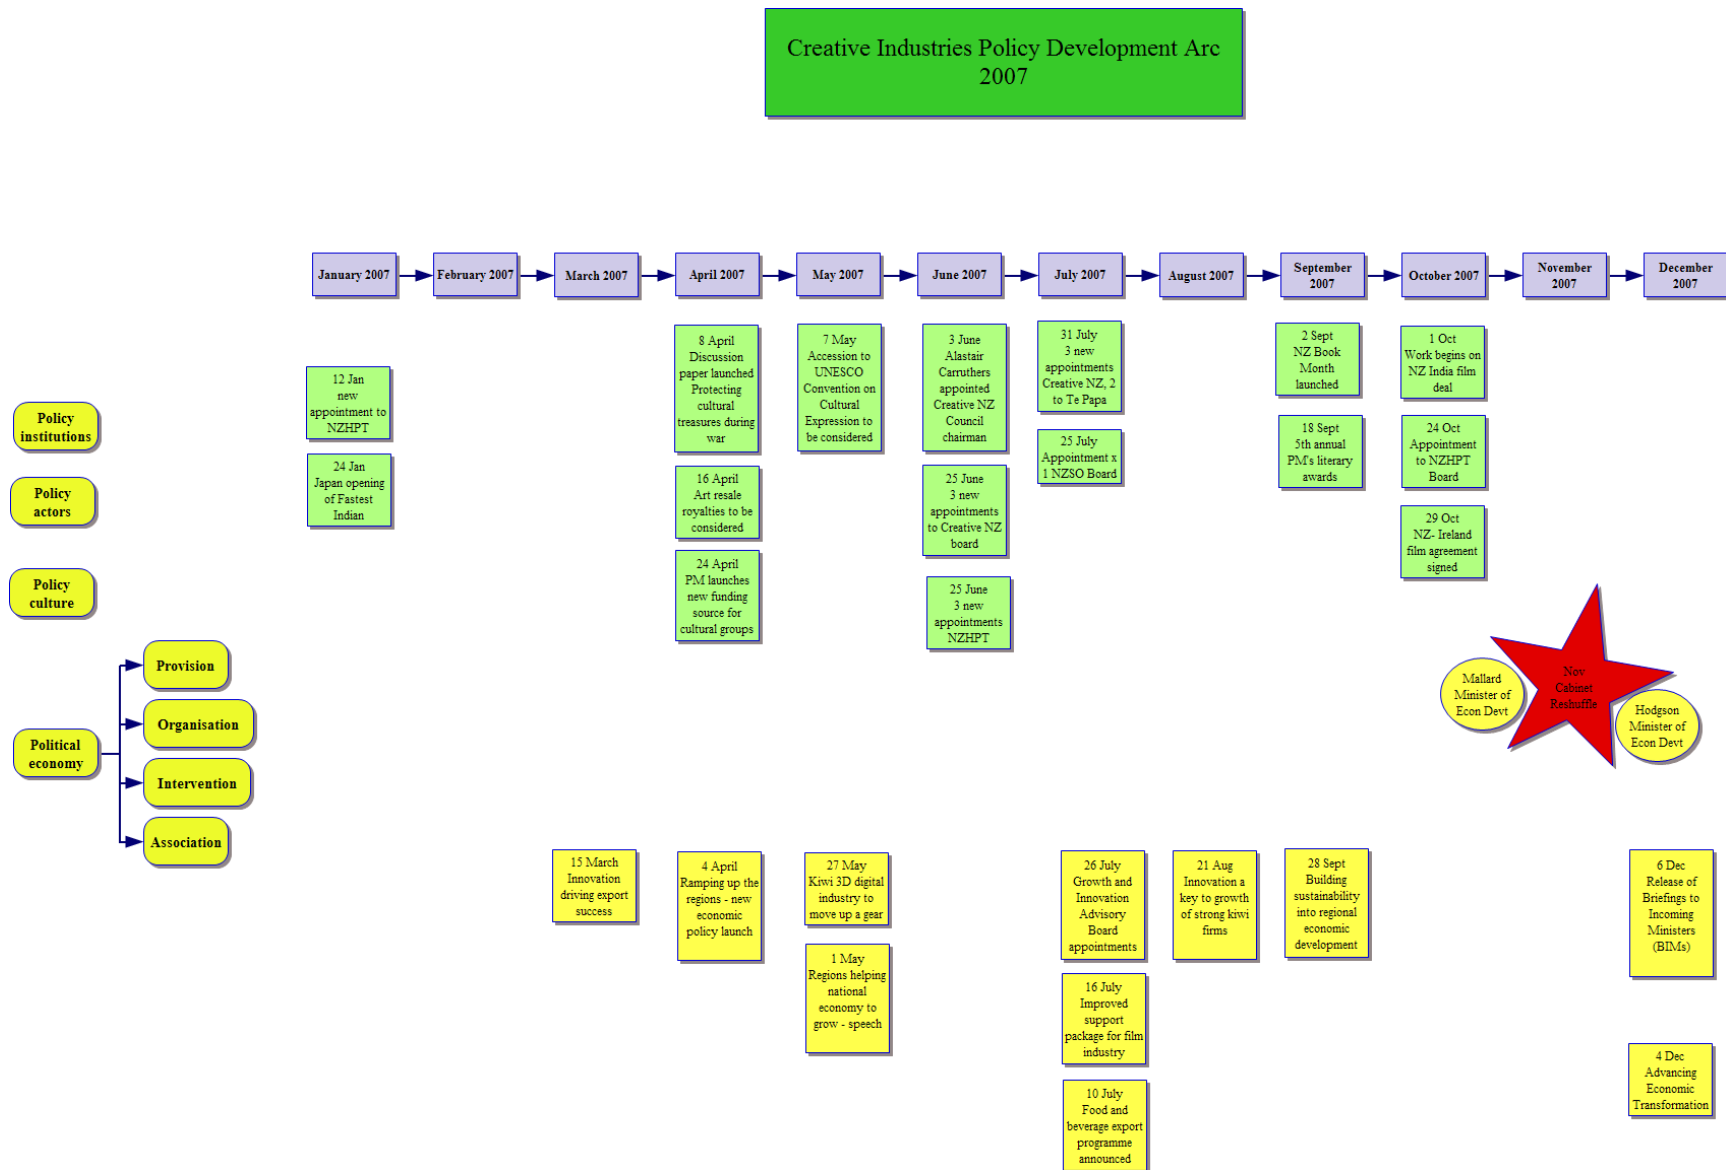 Creative Industries Policy Development Arc
2007
January 2007
February 2007
March 2007
April 2007
May 2007
June 2007
July 2007
August 2007
September
2007
October 2007
November
2007
December
2007
Policy
institutions
Policy
actors
Policy
culture
Political
economy
Provision
Organisation
Intervention
Association
12 Jan
new
appointment to
NZHPT
24 Jan
Japan opening
of Fastest
Indian
8 April
Discussion
paper launched
Protecting
cultural
treasures during
war
16 April
Art resale
royalties to be
considered
24 April
PM launches
new funding
source for
cultural groups
7 May
Accession to
UNESCO
Convention on
Cultural
Expression to
be considered
3 June
Alastair
Carruthers
appointed
Creative NZ
Council
chairman
25 June
3 new
appointments
to Creative NZ
board
25 June
3 new
appointments
NZHPT
31 July
3 new
appointments
Creative NZ, 2
to Te Papa
25 July
Appointment x
1 NZSO Board
2 Sept
NZ Book
Month
launched
18 Sept
5th annual
PM's literary
awards
1 Oct
Work begins on
NZ India film
deal
24 Oct
Appointment
to NZHPT
Board
29 Oct
NZ- Ireland
film agreement
signed
Mallard
Minister of
Econ Devt
Nov
Cabinet
Reshuffle
Hodgson
Minister of
Econ Devt
15 March
Innovation
driving export
success
4 April
Ramping up the
regions - new
economic
policy launch
27 May
Kiwi 3D digital
industry to
move up a gear
1 May
Regions helping
national
economy to
grow - speech
26 July
Growth and
Innovation
Advisory
Board
appointments
16 July
Improved
support
package for film
industry
10 July
Food and
beverage export
programme
announced
21 Aug
Innovation a
key to growth
of strong kiwi
firms
28 Sept
Building
sustainability
into regional
economic
development
6 Dec
Release of
Briefings to
Incoming
Ministers
(BIMs)
4 Dec
Advancing
Economic
Transformation